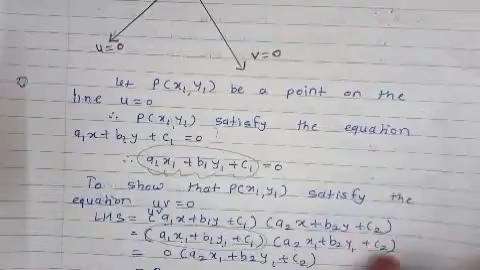 u=0
v=0
let P(x₁,y₁) be a point on the
line u=0
∴ P(x₁,y₁) satisfy the equation
a₁x+b₁y+c₁=0
∴ a₁x₁+b₁y₁+c₁=0
To show that P(x₁,y₁) satisfy the
equation uv=0
LHS = uv
= (a₁x+b₁y+c₁) (a₂x+b₂y+c₂)
= (a₁x₁+b₁y₁+c₁) (a₂x₁+b₂y₁+c₂)
= 0(a₂x₁+b₂y₁+c₂)